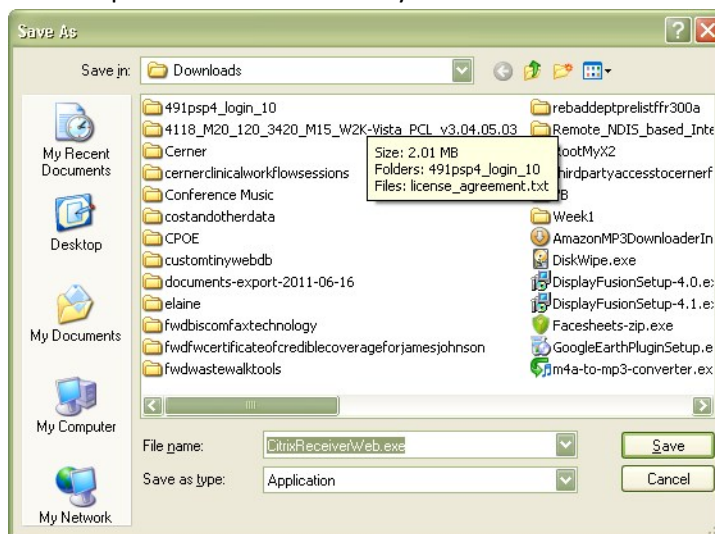 Save As
Save in:
Downloads
My Recent
Documents
Desktop
My Documents
My Computer
My Network
491psp4_login_10
4118_M20_120_3420_M15_W2K-Vista_PCL_v3.04.05.03
Cerner
cernerclinicalworkflowsessions
Conference Music
costandotherdata
CPOE
customtinywebdb
documents-export-2011-06-16
elaine
fwdbiscomfaxtechnology
fwdfwcertificateofcrediblecoverageforjamesjohnson
fwdwastewalktools
Size: 2.01 MB
Folders: 491psp4_login_10
Files: license_agreement.txt
rebaddeptprelistffr300a
Remote_NDIS_based_Inte
ootMyX2
hirdpartyaccesstocernerf
B
Week1
AmazonMP3DownloaderIn
DiskWipe.exe
DisplayFusionSetup-4.0.e
DisplayFusionSetup-4.1.e
Facesheets-zip.exe
GoogleEarthPluginSetup.e
m4a-to-mp3-converter.ex
File name:
CitrixReceiverWeb.exe
Save
Save as type:
Application
Cancel